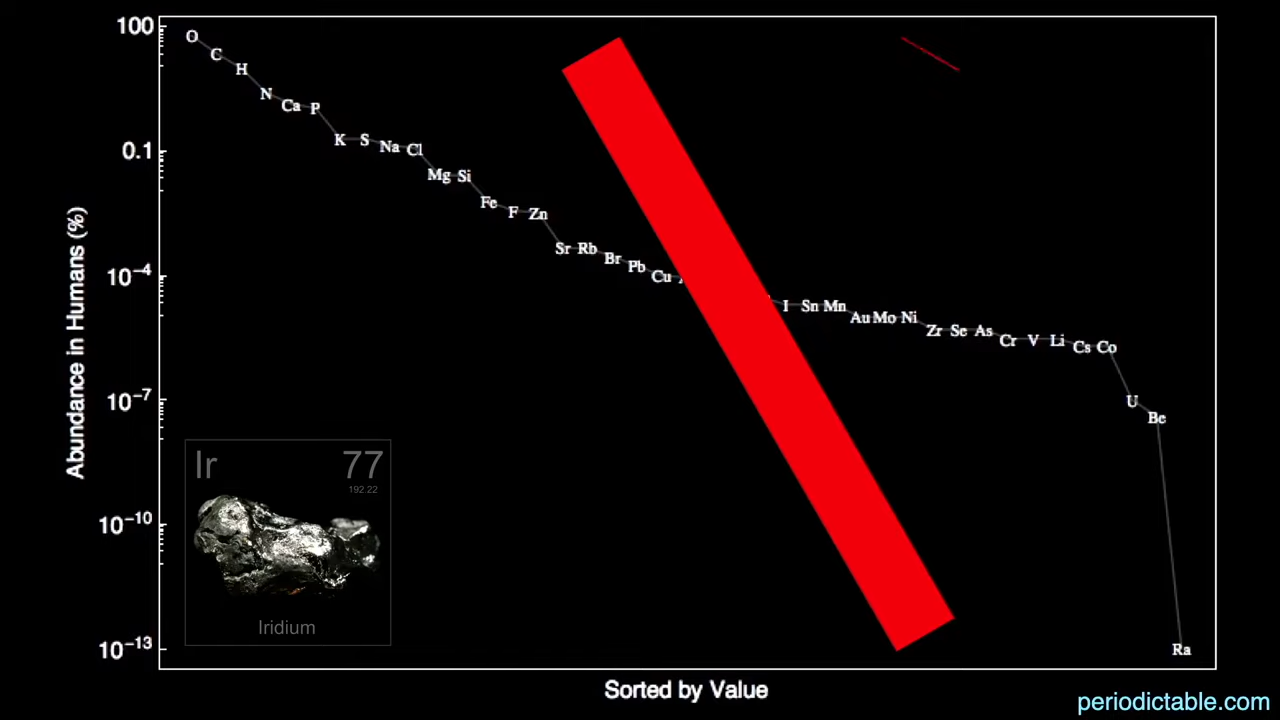 100
0.1
10⁻⁴
10⁻⁷
10⁻¹⁰
10⁻¹³
Abundance in Humans (%)
O C H N Ca P K S Na Cl Mg Si Fe F Zn Sr Rb Br Pb Cu I Sn Mn Au Mo Ni Zr Se As Cr V Li Cs Co U Be Ra
Ir 77
192.22
Iridium
Sorted by Value
periodictable.com